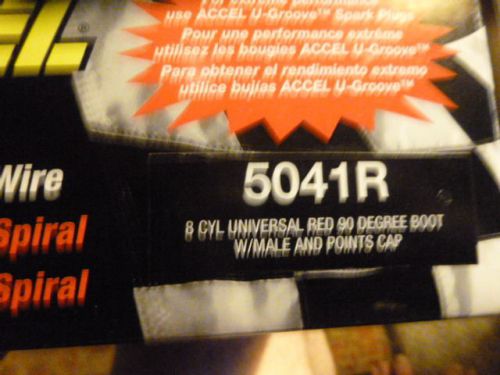 For extreme performance
use ACCEL U-Groove™ Spark Plugs
Pour une performance extrême
utilisez les bougies ACCEL U-Groove™
Para obtener el rendimiento extremo
utilice bujías ACCEL U-Groove™
EL®
Wire
Spiral
Spiral
5041R
8 CYL UNIVERSAL RED 90 DEGREE BOOT
W/MALE AND POINTS CAP